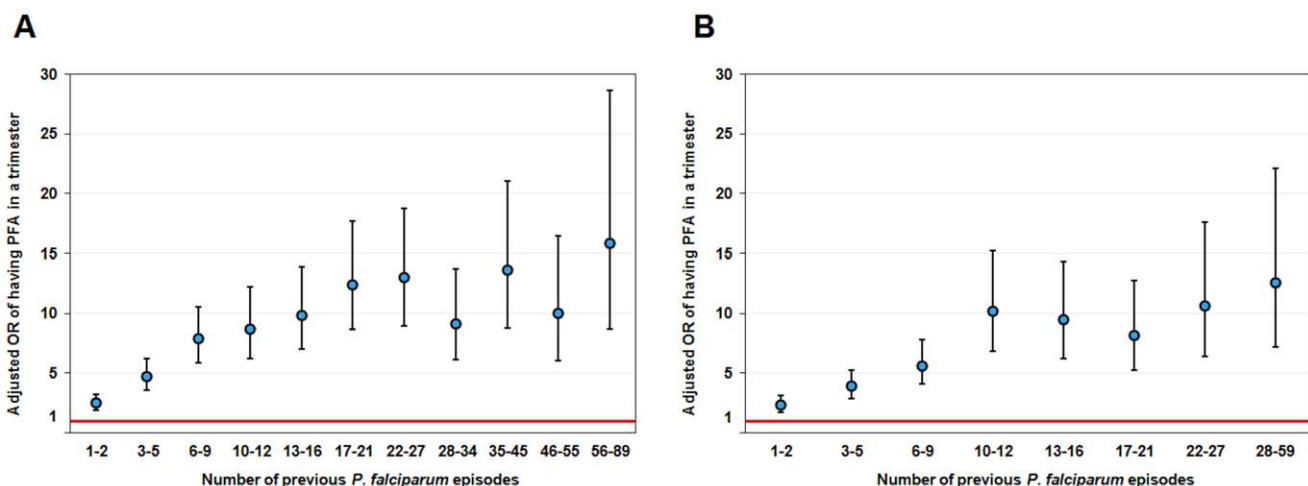 A
Adjusted OR of having PFA in a trimester
30
25
20
15
10
5
1
1-2 3-5 6-9 10-12 13-16 17-21 22-27 28-34 35-45 46-55 56-89
Number of previous P. falciparum episodes
B
Adjusted OR of having PFA in a trimester
30
25
20
15
10
5
1
1-2 3-5 6-9 10-12 13-16 17-21 22-27 28-59
Number of previous P. falciparum episodes